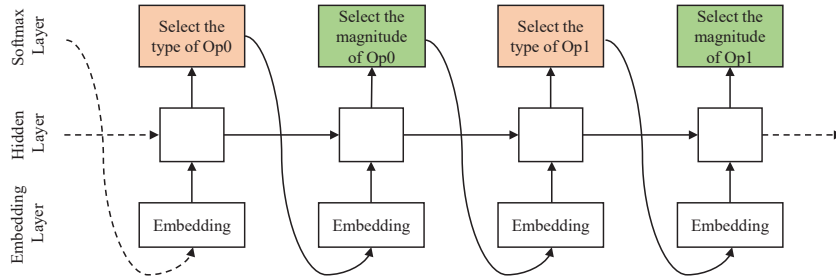 Softmax
Layer
Select the
type of Op0
Select the
magnitude
of Op0
Select the
type of Op1
Select the
magnitude
of Op1
Hidden
Layer
Embedding
Layer
Embedding
Embedding
Embedding
Embedding